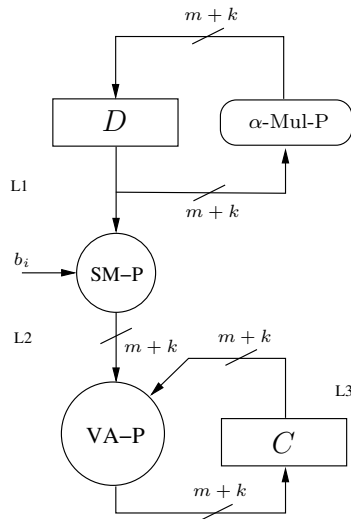 m + k
D
α-Mul-P
L1
m + k
b_i
SM–P
L2
m + k
m + k
L3
VA–P
C
m + k